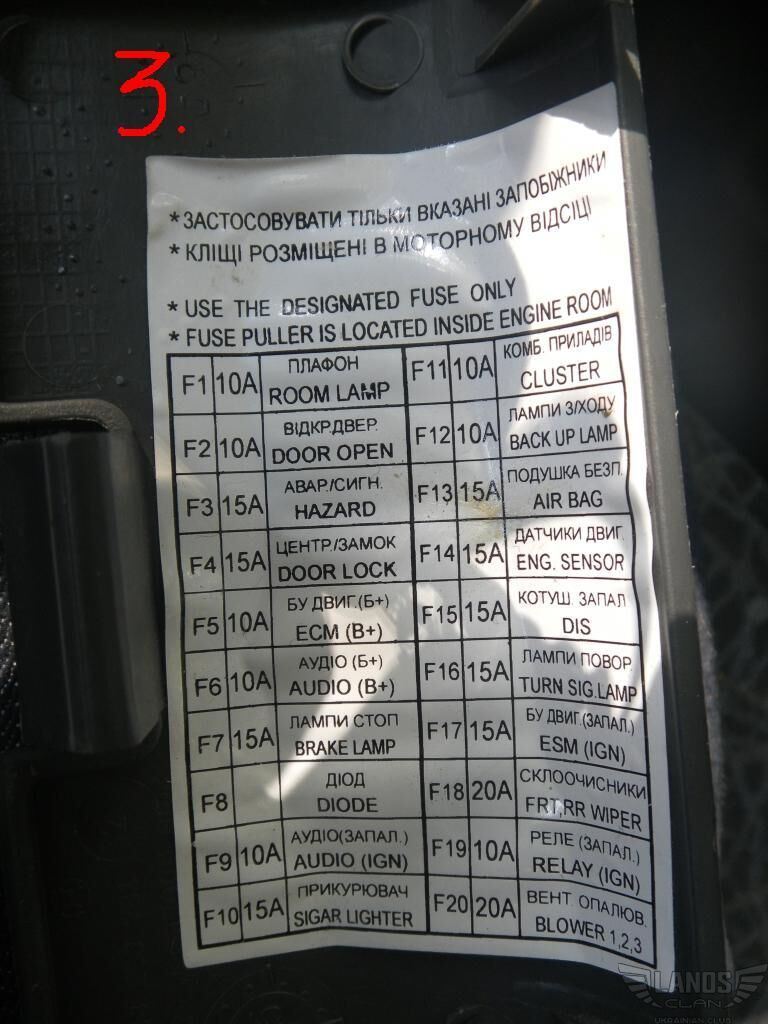 3.
*ЗАСТОСОВУВАТИ ТІЛЬКИ ВКАЗАНІ ЗАПОБІЖНИКИ
*КЛІЩІ РОЗМІЩЕНІ В МОТОРНОМУ ВІДСІЦІ
* USE THE DESIGNATED FUSE ONLY
* FUSE PULLER IS LOCATED INSIDE ENGINE ROOM
F1 10A ПЛАФОН
ROOM LAMP
F2 10A ВІДКР.ДВЕР.
DOOR OPEN
F3 15A АВАР./СИГН.
HAZARD
F4 15A ЦЕНТР./ЗАМОК
DOOR LOCK
F5 10A БУ ДВИГ.(Б+)
ECM (B+)
F6 10A АУДІО (Б+)
AUDIO (B+)
F7 15A ЛАМПИ СТОП
BRAKE LAMP
F8 ДІОД
DIODE
F9 10A АУДІО(ЗАПАЛ.)
AUDIO (IGN)
F10 15A ПРИКУРЮВАЧ
SIGAR LIGHTER
F11 10A КОМБ. ПРИЛАДІВ
CLUSTER
F12 10A ЛАМПИ З/ХОДУ
BACK UP LAMP
F13 15A ПОДУШКА БЕЗП.
AIR BAG
F14 15A ДАТЧИКИ ДВИГ.
ENG. SENSOR
F15 15A КОТУШ. ЗАПАЛ
DIS
F16 15A ЛАМПИ ПОВОР.
TURN SIG.LAMP
F17 15A БУ ДВИГ.(ЗАПАЛ.)
ESM (IGN)
F18 20A СКЛООЧИСНИКИ
FRT,RR WIPER
F19 10A РЕЛЕ (ЗАПАЛ.)
RELAY (IGN)
F20 20A ВЕНТ. ОПАЛЮВ.
BLOWER 1,2,3
LANOS
CLAN
UKRAINIAN CLUB